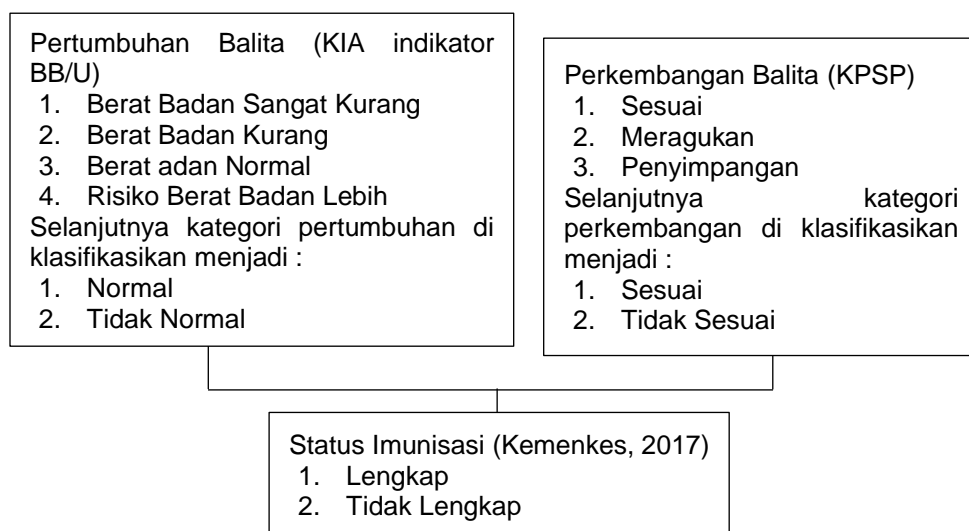 Pertumbuhan Balita (KIA indikator
BB/U)
1. Berat Badan Sangat Kurang
2. Berat Badan Kurang
3. Berat adan Normal
4. Risiko Berat Badan Lebih
Selanjutnya kategori pertumbuhan di
klasifikasikan menjadi :
1. Normal
2. Tidak Normal
Perkembangan Balita (KPSP)
1. Sesuai
2. Meragukan
3. Penyimpangan
Selanjutnya kategori
perkembangan di klasifikasikan
menjadi :
1. Sesuai
2. Tidak Sesuai
Status Imunisasi (Kemenkes, 2017)
1. Lengkap
2. Tidak Lengkap